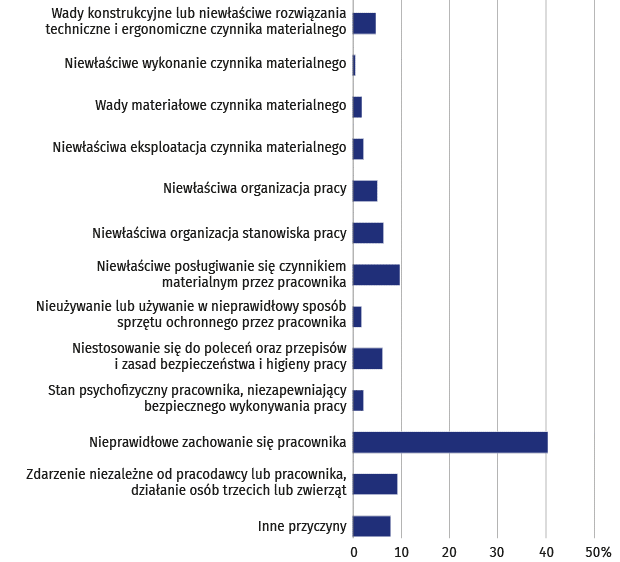 Wady konstrukcyjne lub niewłaściwe rozwiązania
techniczne i ergonomiczne czynnika materialnego
Niewłaściwe wykonanie czynnika materialnego
Wady materiałowe czynnika materialnego
Niewłaściwa eksploatacja czynnika materialnego
Niewłaściwa organizacja pracy
Niewłaściwa organizacja stanowiska pracy
Niewłaściwe posługiwanie się czynnikiem
materialnym przez pracownika
Nieużywanie lub używanie w nieprawidłowy sposób
sprzętu ochronnego przez pracownika
Niestosowanie się do poleceń oraz przepisów
i zasad bezpieczeństwa i higieny pracy
Stan psychofizyczny pracownika, niezapewniający
bezpiecznego wykonywania pracy
Nieprawidłowe zachowanie się pracownika
Zdarzenie niezależne od pracodawcy lub pracownika,
działanie osób trzecich lub zwierząt
Inne przyczyny
0 10 20 30 40 50%